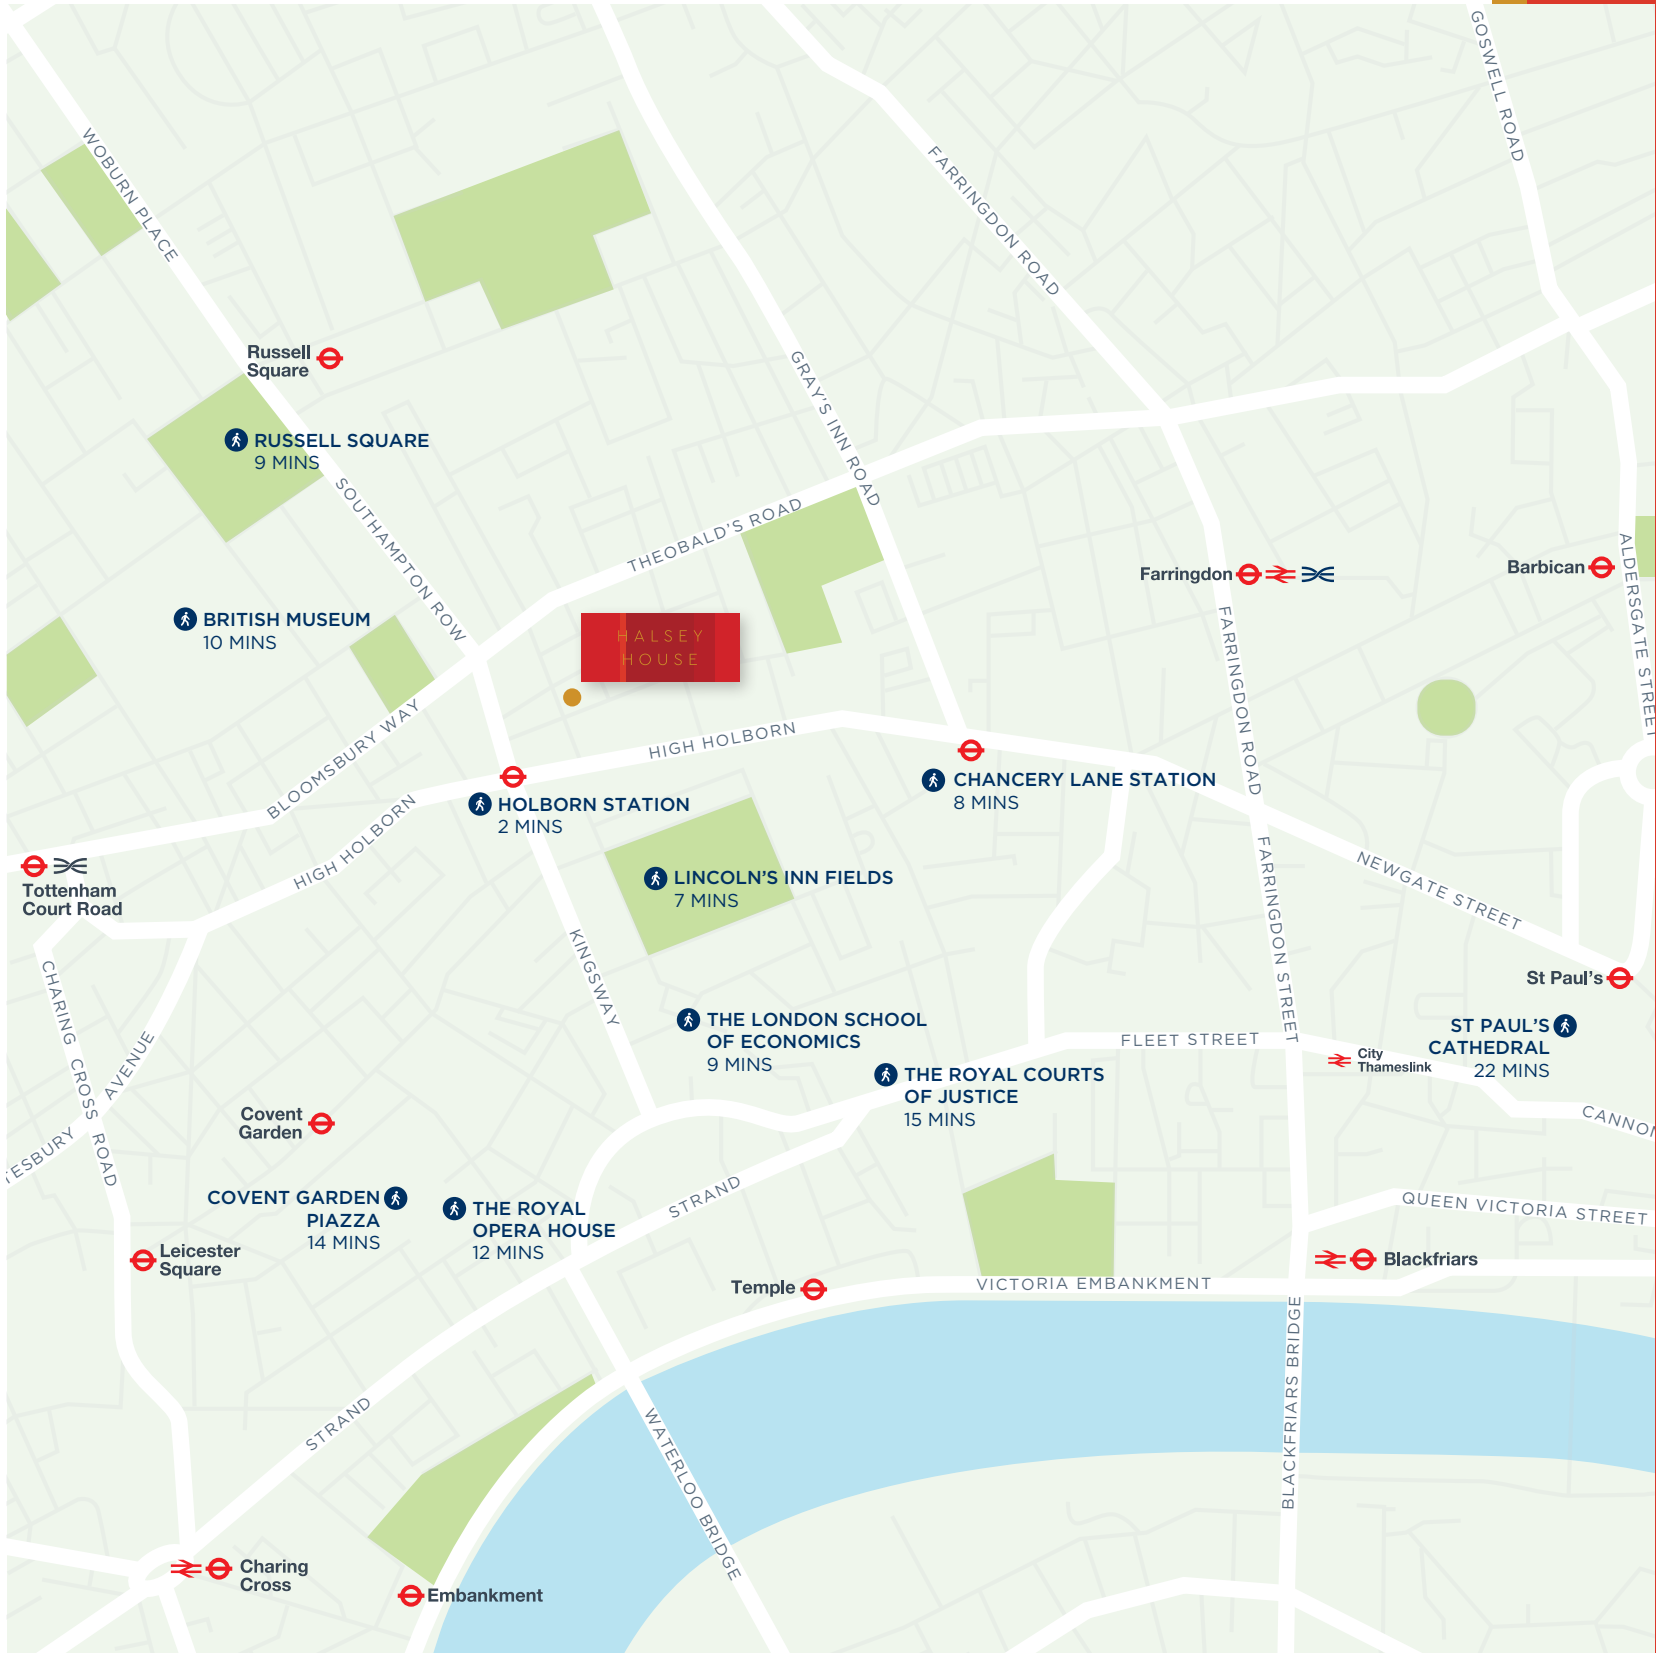 GOSWELL ROAD
WOBURN PLACE
FARRINGDON ROAD
Russell
Square
GRAY'S INN ROAD
RUSSELL SQUARE
9 MINS
SOUTHAMPTON ROW
THEOBALD'S ROAD
Farringdon
Barbican
ALDERSGATE STREET
BRITISH MUSEUM
10 MINS
HALSEY
HOUSE
FARRINGDON ROAD
BLOOMSBURY WAY
HIGH HOLBORN
CHANCERY LANE STATION
8 MINS
HOLBORN STATION
2 MINS
HIGH HOLBORN
Tottenham
Court Road
LINCOLN'S INN FIELDS
7 MINS
FARRINGDON STREET
NEWGATE STREET
KINGSWAY
St Paul's
CHARING CROSS ROAD
THE LONDON SCHOOL
OF ECONOMICS
9 MINS
FLEET STREET
ST PAUL'S
CATHEDRAL
22 MINS
City
Thameslink
THE ROYAL COURTS
OF JUSTICE
15 MINS
TESBURY AVENUE
Covent
Garden
CANNON
COVENT GARDEN
PIAZZA
14 MINS
THE ROYAL
OPERA HOUSE
12 MINS
STRAND
QUEEN VICTORIA STREET
Leicester
Square
Blackfriars
Temple
VICTORIA EMBANKMENT
BLACKFRIARS BRIDGE
STRAND
WATERLOO BRIDGE
Charing
Cross
Embankment